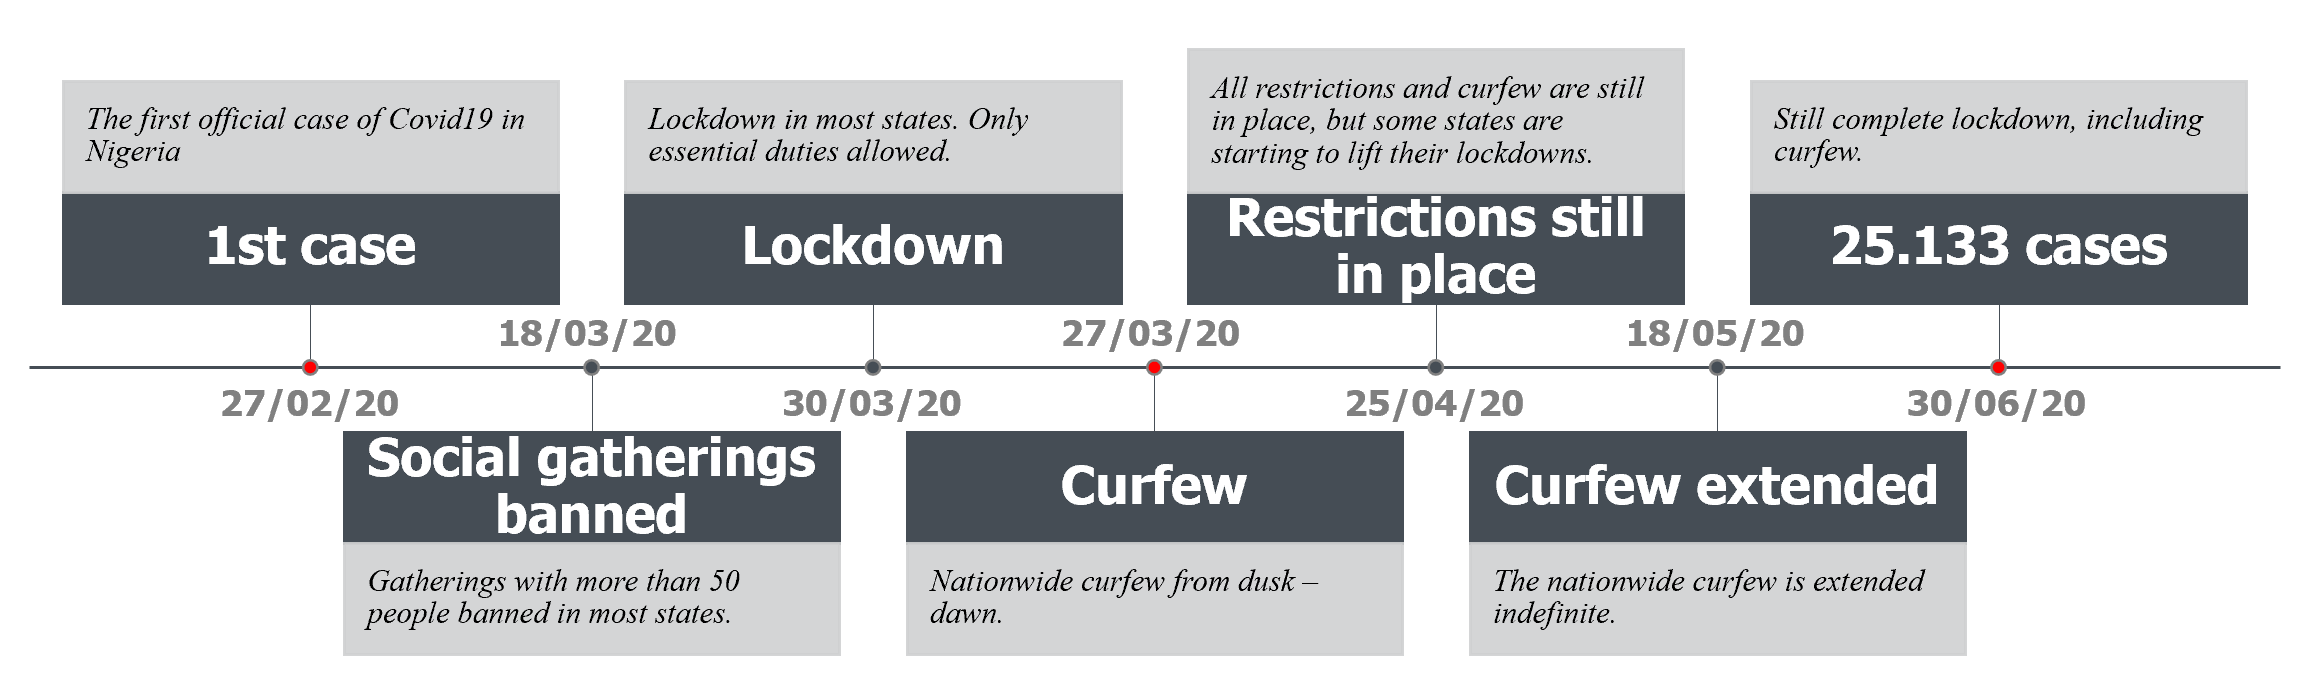 The first official case of Covid19 in
Nigeria
1st case
27/02/20
18/03/20
Social gatherings
banned
Gatherings with more than 50
people banned in most states.
Lockdown in most states. Only
essential duties allowed.
Lockdown
30/03/20
27/03/20
Curfew
Nationwide curfew from dusk –
dawn.
All restrictions and curfew are still
in place, but some states are
starting to lift their lockdowns.
Restrictions still
in place
25/04/20
18/05/20
Curfew extended
The nationwide curfew is extended
indefinite.
Still complete lockdown, including
curfew.
25.133 cases
30/06/20